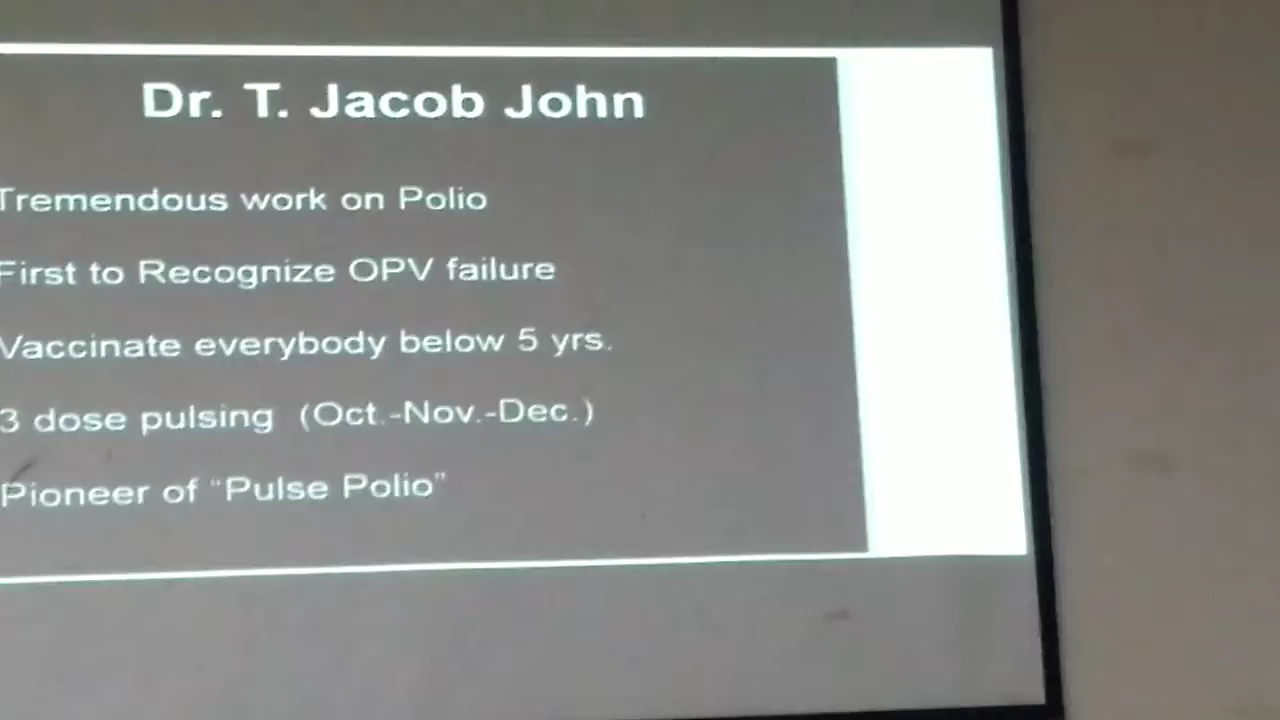 Dr. T. Jacob John
Tremendous work on Polio
First to Recognize OPV failure
Vaccinate everybody below 5 yrs.
3 dose pulsing (Oct.-Nov.-Dec.)
Pioneer of “Pulse Polio”